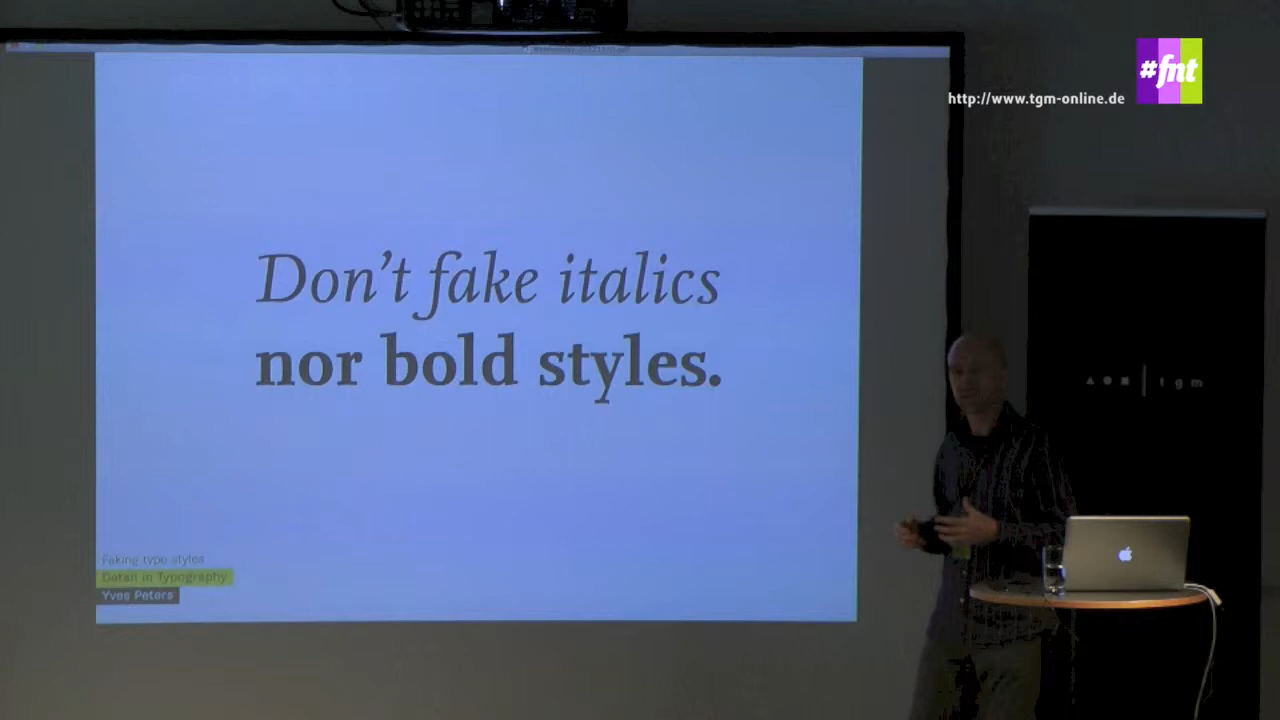 #fnt
http://www.tgm-online.de
Don’t fake italics
nor bold styles.
tgm
Faking type styles
Detail in Typography
Yves Peters